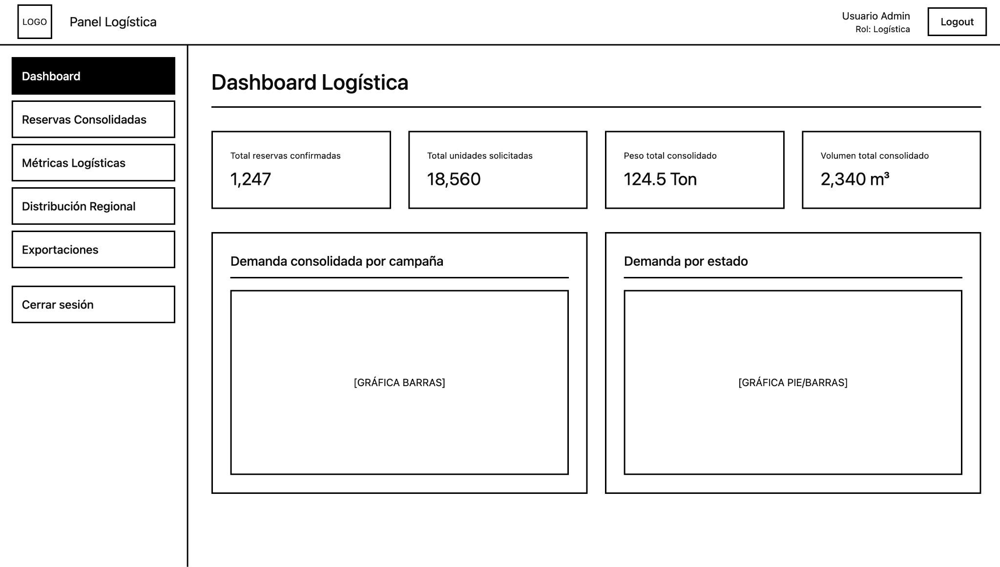 LOGO
Panel Logística
Usuario Admin
Rol: Logística
Logout
Dashboard
Reservas Consolidadas
Métricas Logísticas
Distribución Regional
Exportaciones
Cerrar sesión
Dashboard Logística
Total reservas confirmadas
1,247
Total unidades solicitadas
18,560
Peso total consolidado
124.5 Ton
Volumen total consolidado
2,340 m³
Demanda consolidada por campaña
[GRÁFICA BARRAS]
Demanda por estado
[GRÁFICA PIE/BARRAS]